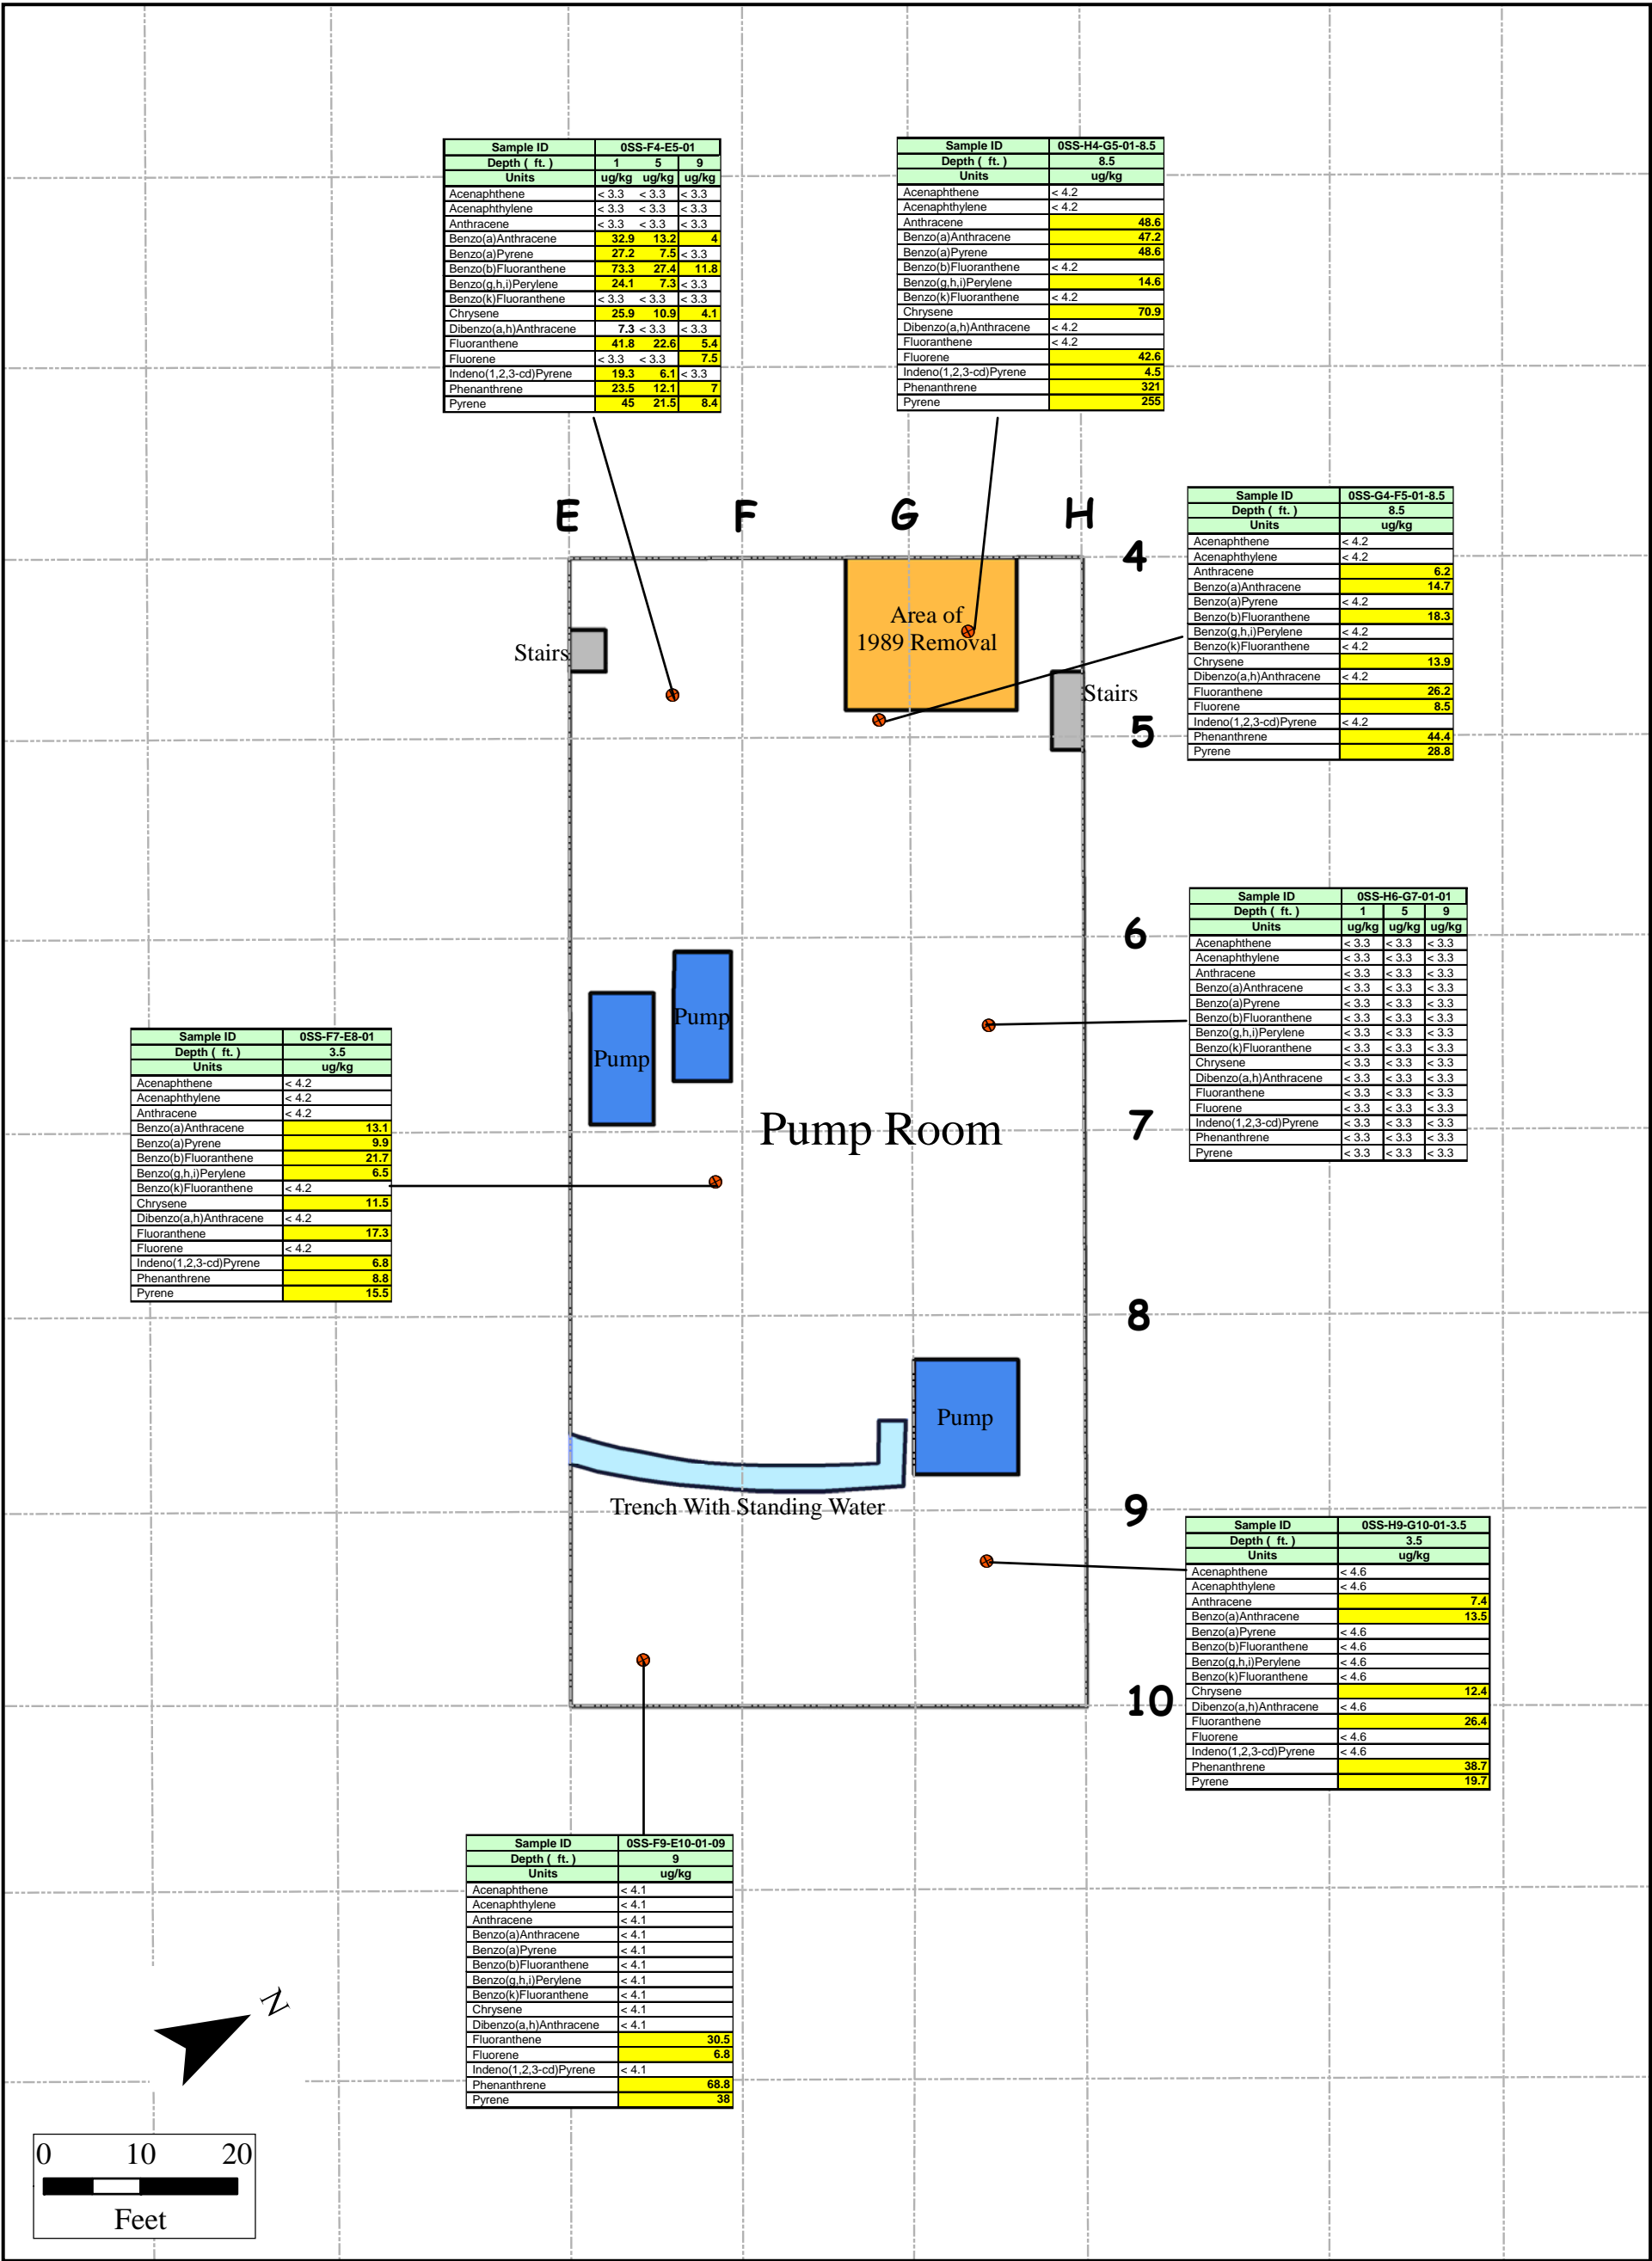 Sample ID 0SS-F4-E5-01
Depth ( ft. ) 1 5 9
Units ug/kg ug/kg ug/kg
Acenaphthene < 3.3 < 3.3 < 3.3
Acenaphthylene < 3.3 < 3.3 < 3.3
Anthracene < 3.3 < 3.3 < 3.3
Benzo(a)Anthracene 32.9 13.2 4
Benzo(a)Pyrene 27.2 7.5 < 3.3
Benzo(b)Fluoranthene 73.3 27.4 11.8
Benzo(g,h,i)Perylene 24.1 7.3 < 3.3
Benzo(k)Fluoranthene < 3.3 < 3.3 < 3.3
Chrysene 25.9 10.9 4.1
Dibenzo(a,h)Anthracene 7.3 < 3.3 < 3.3
Fluoranthene 41.8 22.6 5.4
Fluorene < 3.3 < 3.3 7.5
Indeno(1,2,3-cd)Pyrene 19.3 6.1 < 3.3
Phenanthrene 23.5 12.1 7
Pyrene 45 21.5 8.4
Sample ID 0SS-H4-G5-01-8.5
Depth ( ft. ) 8.5
Units ug/kg
Acenaphthene < 4.2
Acenaphthylene < 4.2
Anthracene 48.6
Benzo(a)Anthracene 47.2
Benzo(a)Pyrene 48.6
Benzo(b)Fluoranthene < 4.2
Benzo(g,h,i)Perylene 14.6
Benzo(k)Fluoranthene < 4.2
Chrysene 70.9
Dibenzo(a,h)Anthracene < 4.2
Fluoranthene < 4.2
Fluorene 42.6
Indeno(1,2,3-cd)Pyrene 4.5
Phenanthrene 321
Pyrene 255
E F G H
Sample ID 0SS-G4-F5-01-8.5
Depth ( ft. ) 8.5
Units ug/kg
Acenaphthene < 4.2
Acenaphthylene < 4.2
Anthracene 6.2
Benzo(a)Anthracene 14.7
Benzo(a)Pyrene < 4.2
Benzo(b)Fluoranthene 18.3
Benzo(g,h,i)Perylene < 4.2
Benzo(k)Fluoranthene < 4.2
Chrysene 13.9
Dibenzo(a,h)Anthracene < 4.2
Fluoranthene 26.2
Fluorene 8.5
Indeno(1,2,3-cd)Pyrene < 4.2
Phenanthrene 44.4
Pyrene 28.8
4
Area of
1989 Removal
Stairs
Stairs
5
6
Sample ID 0SS-H6-G7-01-01
Depth ( ft. ) 1 5 9
Units ug/kg ug/kg ug/kg
Acenaphthene < 3.3 < 3.3 < 3.3
Acenaphthylene < 3.3 < 3.3 < 3.3
Anthracene < 3.3 < 3.3 < 3.3
Benzo(a)Anthracene < 3.3 < 3.3 < 3.3
Benzo(a)Pyrene < 3.3 < 3.3 < 3.3
Benzo(b)Fluoranthene < 3.3 < 3.3 < 3.3
Benzo(g,h,i)Perylene < 3.3 < 3.3 < 3.3
Benzo(k)Fluoranthene < 3.3 < 3.3 < 3.3
Chrysene < 3.3 < 3.3 < 3.3
Dibenzo(a,h)Anthracene < 3.3 < 3.3 < 3.3
Fluoranthene < 3.3 < 3.3 < 3.3
Fluorene < 3.3 < 3.3 < 3.3
Indeno(1,2,3-cd)Pyrene < 3.3 < 3.3 < 3.3
Phenanthrene < 3.3 < 3.3 < 3.3
Pyrene < 3.3 < 3.3 < 3.3
Pump
Pump
Pump Room
7
Sample ID 0SS-F7-E8-01
Depth ( ft. ) 3.5
Units ug/kg
Acenaphthene < 4.2
Acenaphthylene < 4.2
Anthracene < 4.2
Benzo(a)Anthracene 13.1
Benzo(a)Pyrene 9.9
Benzo(b)Fluoranthene 21.7
Benzo(g,h,i)Perylene 6.5
Benzo(k)Fluoranthene < 4.2
Chrysene 11.5
Dibenzo(a,h)Anthracene < 4.2
Fluoranthene 17.3
Fluorene < 4.2
Indeno(1,2,3-cd)Pyrene 6.8
Phenanthrene 8.8
Pyrene 15.5
8
Pump
Trench With Standing Water
9
Sample ID 0SS-H9-G10-01-3.5
Depth ( ft. ) 3.5
Units ug/kg
Acenaphthene < 4.6
Acenaphthylene < 4.6
Anthracene 7.4
Benzo(a)Anthracene 13.5
Benzo(a)Pyrene < 4.6
Benzo(b)Fluoranthene < 4.6
Benzo(g,h,i)Perylene < 4.6
Benzo(k)Fluoranthene < 4.6
Chrysene 12.4
Dibenzo(a,h)Anthracene < 4.6
Fluoranthene 26.4
Fluorene < 4.6
Indeno(1,2,3-cd)Pyrene < 4.6
Phenanthrene 38.7
Pyrene 19.7
10
Sample ID 0SS-F9-E10-01-09
Depth ( ft. ) 9
Units ug/kg
Acenaphthene < 4.1
Acenaphthylene < 4.1
Anthracene < 4.1
Benzo(a)Anthracene < 4.1
Benzo(a)Pyrene < 4.1
Benzo(b)Fluoranthene < 4.1
Benzo(g,h,i)Perylene < 4.1
Benzo(k)Fluoranthene < 4.1
Chrysene < 4.1
Dibenzo(a,h)Anthracene < 4.1
Fluoranthene 30.5
Fluorene 6.8
Indeno(1,2,3-cd)Pyrene < 4.1
Phenanthrene 68.8
Pyrene 38
N
0 10 20
Feet